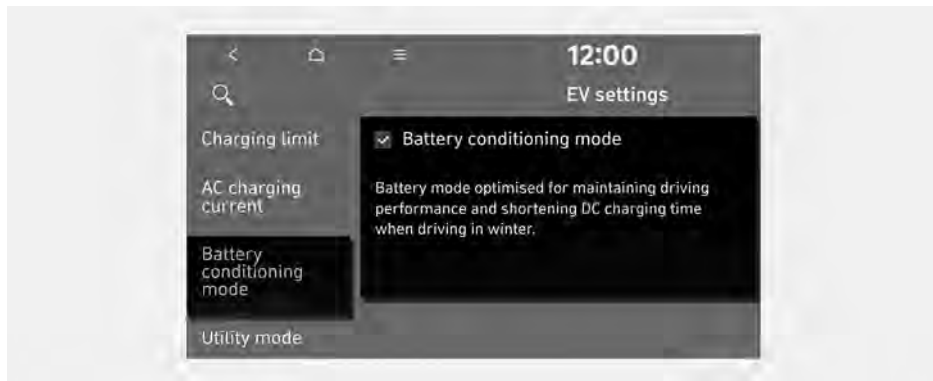 12:00
EV settings
Charging limit
AC charging
current
Battery
conditioning
mode
Utility mode
Battery conditioning mode
Battery mode optimised for maintaining driving
performance and shortening DC charging time
when driving in winter.